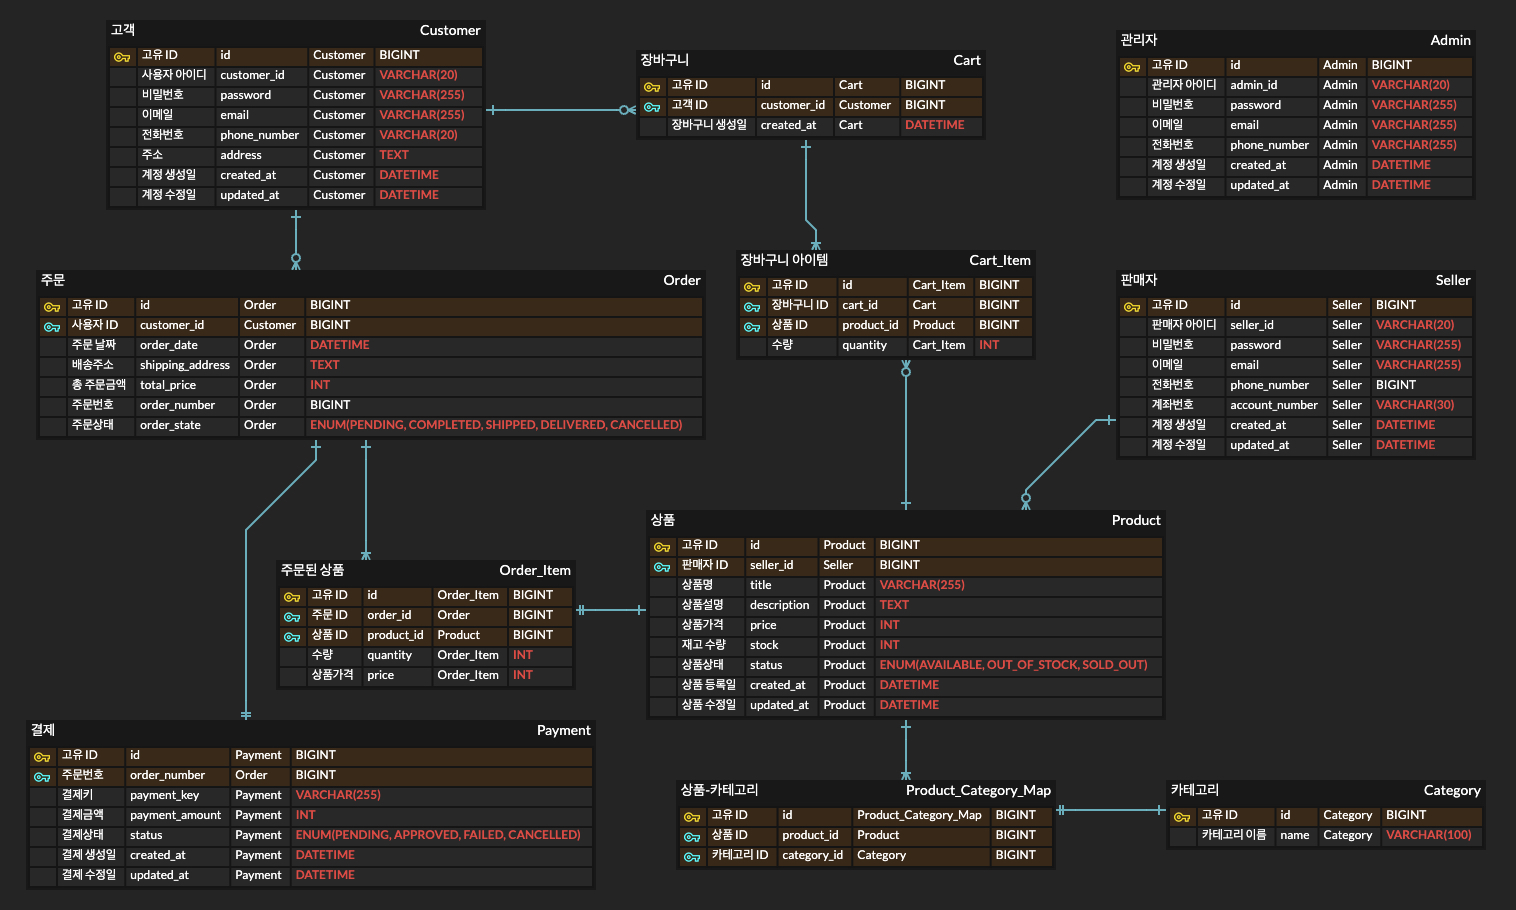 고객 Customer
고유 ID id Customer BIGINT
사용자 아이디 customer_id Customer VARCHAR(20)
비밀번호 password Customer VARCHAR(255)
이메일 email Customer VARCHAR(255)
전화번호 phone_number Customer VARCHAR(20)
주소 address Customer TEXT
계정 생성일 created_at Customer DATETIME
계정 수정일 updated_at Customer DATETIME
장바구니 Cart
고유 ID id Cart BIGINT
고객 ID customer_id Customer BIGINT
장바구니 생성일 created_at Cart DATETIME
관리자 Admin
고유 ID id Admin BIGINT
관리자 아이디 admin_id Admin VARCHAR(20)
비밀번호 password Admin VARCHAR(255)
이메일 email Admin VARCHAR(255)
전화번호 phone_number Admin VARCHAR(255)
계정 생성일 created_at Admin DATETIME
계정 수정일 updated_at Admin DATETIME
주문 Order
고유 ID id Order BIGINT
사용자 ID customer_id Customer BIGINT
주문 날짜 order_date Order DATETIME
배송주소 shipping_address Order TEXT
총 주문금액 total_price Order INT
주문번호 order_number Order BIGINT
주문상태 order_state Order ENUM(PENDING, COMPLETED, SHIPPED, DELIVERED, CANCELLED)
장바구니 아이템 Cart_Item
고유 ID id Cart_Item BIGINT
장바구니 ID cart_id Cart BIGINT
상품 ID product_id Product BIGINT
수량 quantity Cart_Item INT
판매자 Seller
고유 ID id Seller BIGINT
판매자 아이디 seller_id Seller VARCHAR(20)
비밀번호 password Seller VARCHAR(255)
이메일 email Seller VARCHAR(255)
전화번호 phone_number Seller BIGINT
계좌번호 account_number Seller VARCHAR(30)
계정 생성일 created_at Seller DATETIME
계정 수정일 updated_at Seller DATETIME
주문된 상품 Order_Item
고유 ID id Order_Item BIGINT
주문 ID order_id Order BIGINT
상품 ID product_id Product BIGINT
수량 quantity Order_Item INT
상품가격 price Order_Item INT
상품 Product
고유 ID id Product BIGINT
판매자 ID seller_id Seller BIGINT
상품명 title Product VARCHAR(255)
상품설명 description Product TEXT
상품가격 price Product INT
재고 수량 stock Product INT
상품상태 status Product ENUM(AVAILABLE, OUT_OF_STOCK, SOLD_OUT)
상품 등록일 created_at Product DATETIME
상품 수정일 updated_at Product DATETIME
결제 Payment
고유 ID id Payment BIGINT
주문번호 order_number Order BIGINT
결제키 payment_key Payment VARCHAR(255)
결제금액 payment_amount Payment INT
결제상태 status Payment ENUM(PENDING, APPROVED, FAILED, CANCELLED)
결제 생성일 created_at Payment DATETIME
결제 수정일 updated_at Payment DATETIME
상품-카테고리 Product_Category_Map
고유 ID id Product_Category_Map BIGINT
상품 ID product_id Product BIGINT
카테고리 ID category_id Category BIGINT
카테고리 Category
고유 ID id Category BIGINT
카테고리 이름 name Category VARCHAR(100)